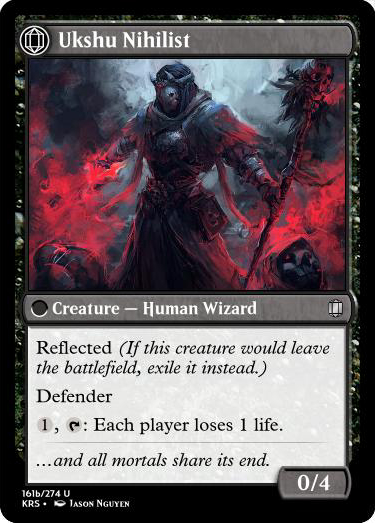 Ukshu Nihilist
Creature — Human Wizard
Reflected (If this creature would leave
the battlefield, exile it instead.)
Defender
1, : Each player loses 1 life.
…and all mortals share its end.
0/4
161b/274 U
KRS • Jason Nguyen